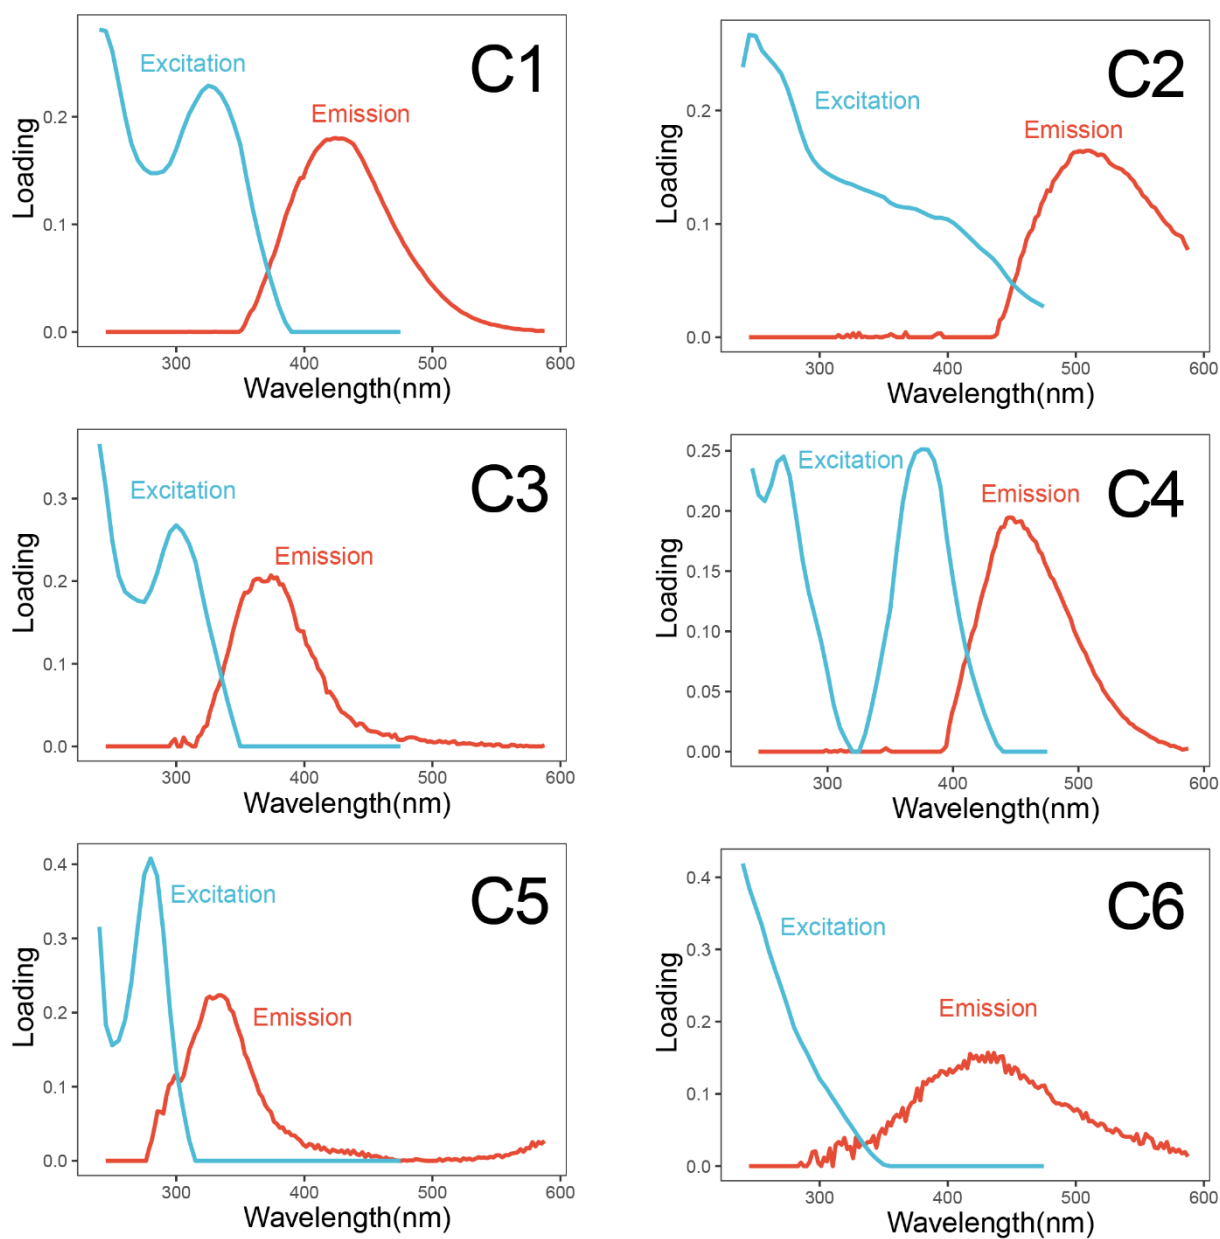 C1
Excitation
Emission
Loading
0.2
0.1
0.0
300 400 500 600
Wavelength(nm)
C2
Excitation
Emission
Loading
0.2
0.1
0.0
300 400 500 600
Wavelength(nm)
C3
Excitation
Emission
Loading
0.3
0.2
0.1
0.0
300 400 500 600
Wavelength(nm)
C4
Excitation
Emission
Loading
0.25
0.20
0.15
0.10
0.05
0.00
300 400 500 600
Wavelength(nm)
C5
Excitation
Emission
Loading
0.4
0.3
0.2
0.1
0.0
300 400 500 600
Wavelength(nm)
C6
Excitation
Emission
Loading
0.4
0.3
0.2
0.1
0.0
300 400 500 600
Wavelength(nm)